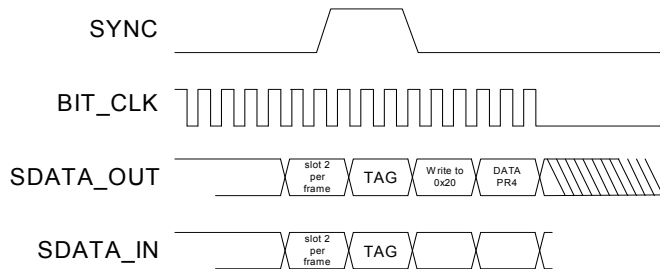 SYNC
BIT_CLK
SDATA_OUT
slot 2
per
frame
TAG
Write to
0x20
DATA
PR4
SDATA_IN
slot 2
per
frame
TAG